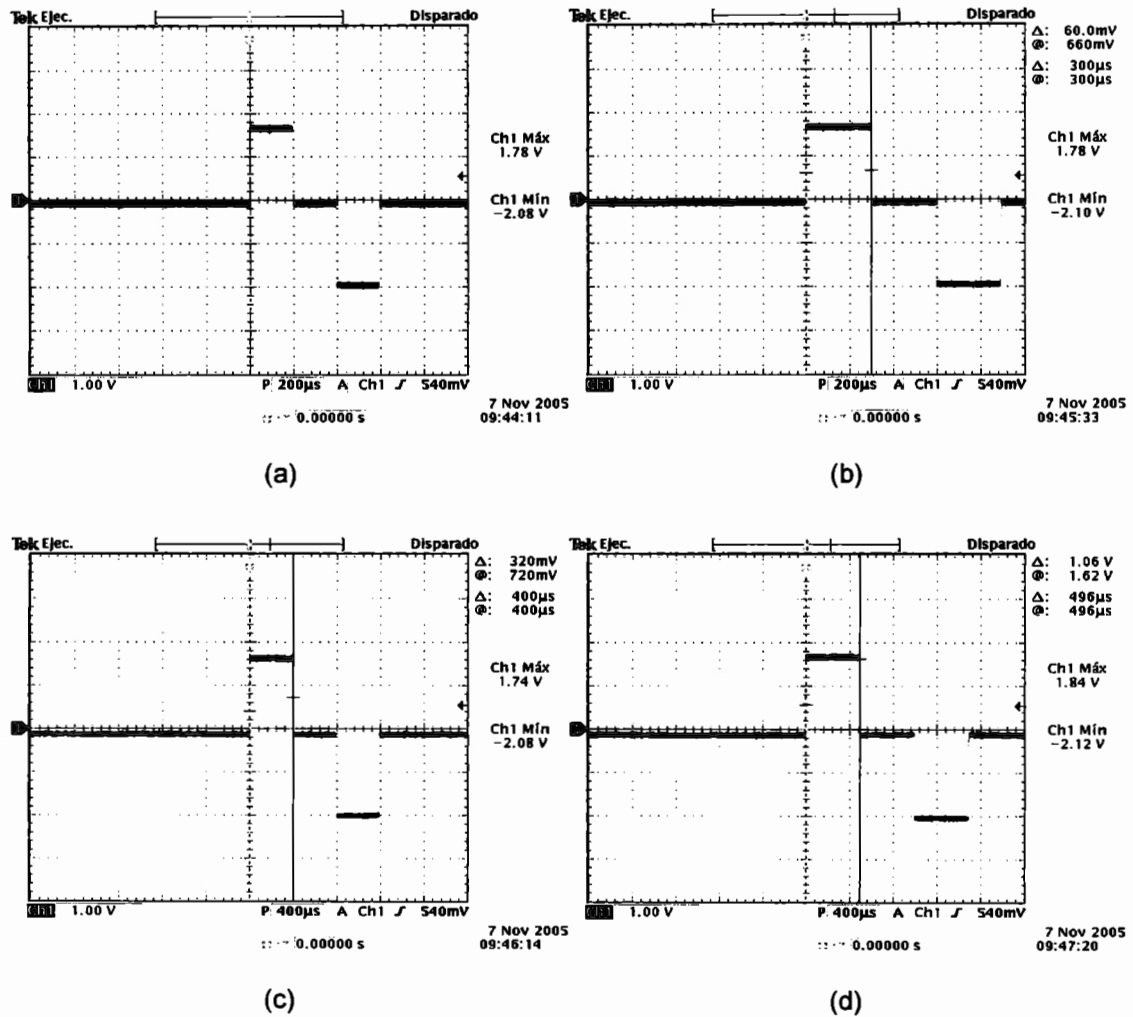 Tek Ejec.
Disparado
Ch1 Máx
1.78 V
Ch1 Mín
−2.08 V
Ch1 1.00 V P 200µs A Ch1 540mV
0.00000 s
7 Nov 2005
09:44:11
(a)
Tek Ejec.
Disparado
Δ: 60.0mV
@: 660mV
Δ: 300µs
@: 300µs
Ch1 Máx
1.78 V
Ch1 Mín
−2.10 V
Ch1 1.00 V P 200µs A Ch1 540mV
0.00000 s
7 Nov 2005
09:45:33
(b)
Tek Ejec.
Disparado
Δ: 320mV
@: 720mV
Δ: 400µs
@: 400µs
Ch1 Máx
1.74 V
Ch1 Mín
−2.08 V
Ch1 1.00 V P 400µs A Ch1 540mV
0.00000 s
7 Nov 2005
09:46:14
(c)
Tek Ejec.
Disparado
Δ: 1.06 V
@: 1.62 V
Δ: 496µs
@: 496µs
Ch1 Máx
1.84 V
Ch1 Mín
−2.12 V
Ch1 1.00 V P 400µs A Ch1 540mV
0.00000 s
7 Nov 2005
09:47:20
(d)